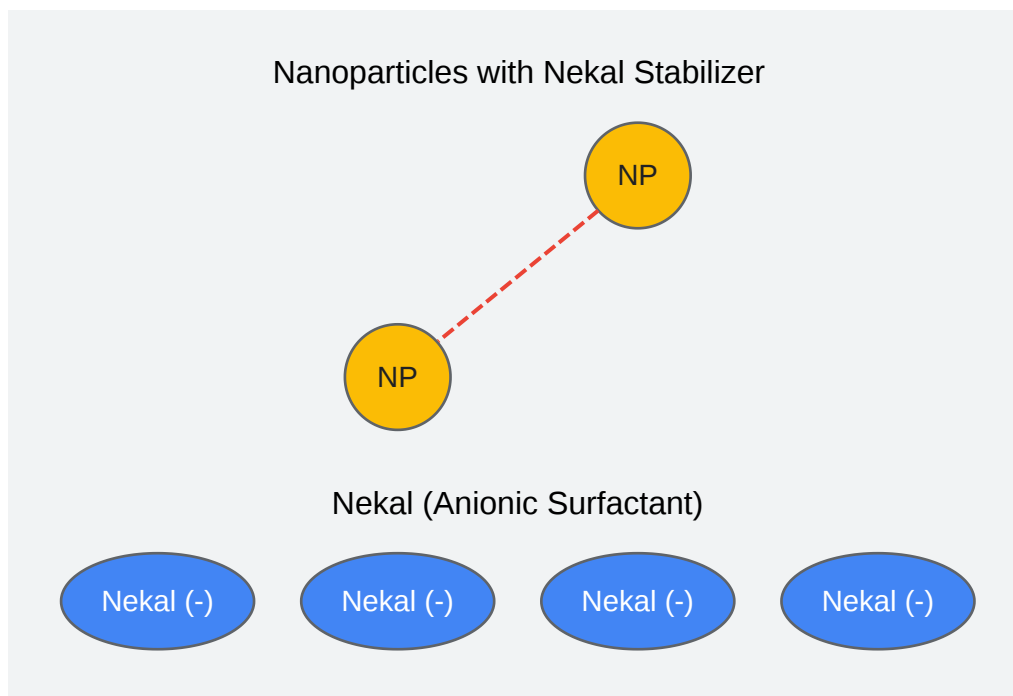 Nanoparticles with Nekal Stabilizer
NP
NP
Nekal (Anionic Surfactant)
Nekal (-)
Nekal (-)
Nekal (-)
Nekal (-)